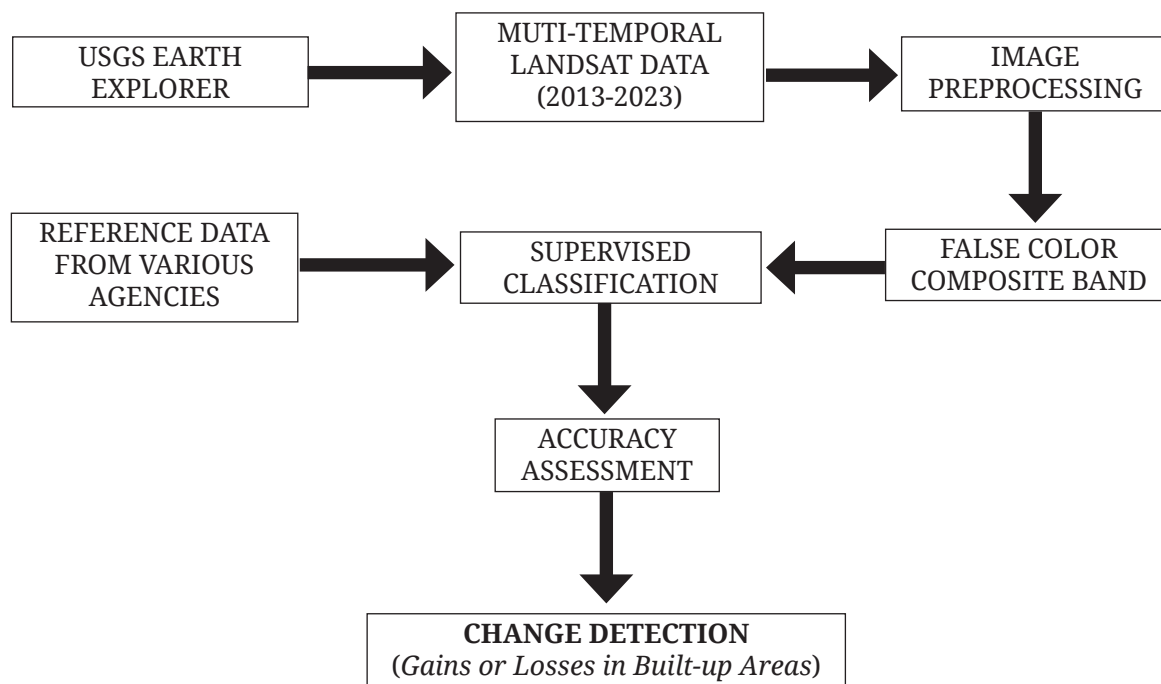 USGS EARTH
EXPLORER
MUTI-TEMPORAL
LANDSAT DATA
(2013-2023)
IMAGE
PREPROCESSING
REFERENCE DATA
FROM VARIOUS
AGENCIES
SUPERVISED
CLASSIFICATION
FALSE COLOR
COMPOSITE BAND
ACCURACY
ASSESSMENT
CHANGE DETECTION
(Gains or Losses in Built-up Areas)